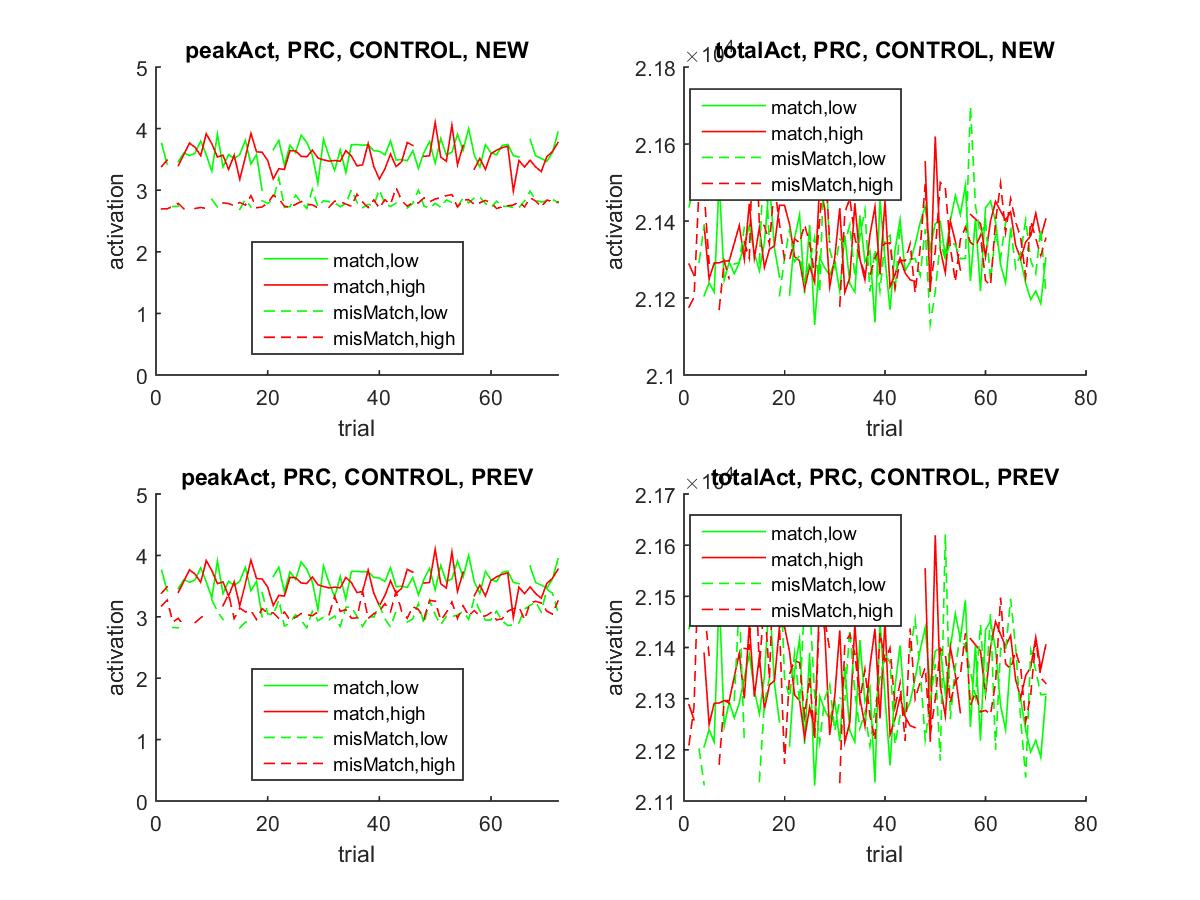 peakAct, PRC, CONTROL, NEW
5
4
3
2
1
0
activation
match,low
match,high
misMatch,low
misMatch,high
0 20 40 60
trial
×10⁴
totalAct, PRC, CONTROL, NEW
2.18
2.16
2.14
2.12
2.1
activation
match,low
match,high
misMatch,low
misMatch,high
0 20 40 60 80
trial
peakAct, PRC, CONTROL, PREV
5
4
3
2
1
0
activation
match,low
match,high
misMatch,low
misMatch,high
0 20 40 60
trial
×10⁴
totalAct, PRC, CONTROL, PREV
2.17
2.16
2.15
2.14
2.13
2.12
2.11
activation
match,low
match,high
misMatch,low
misMatch,high
0 20 40 60 80
trial